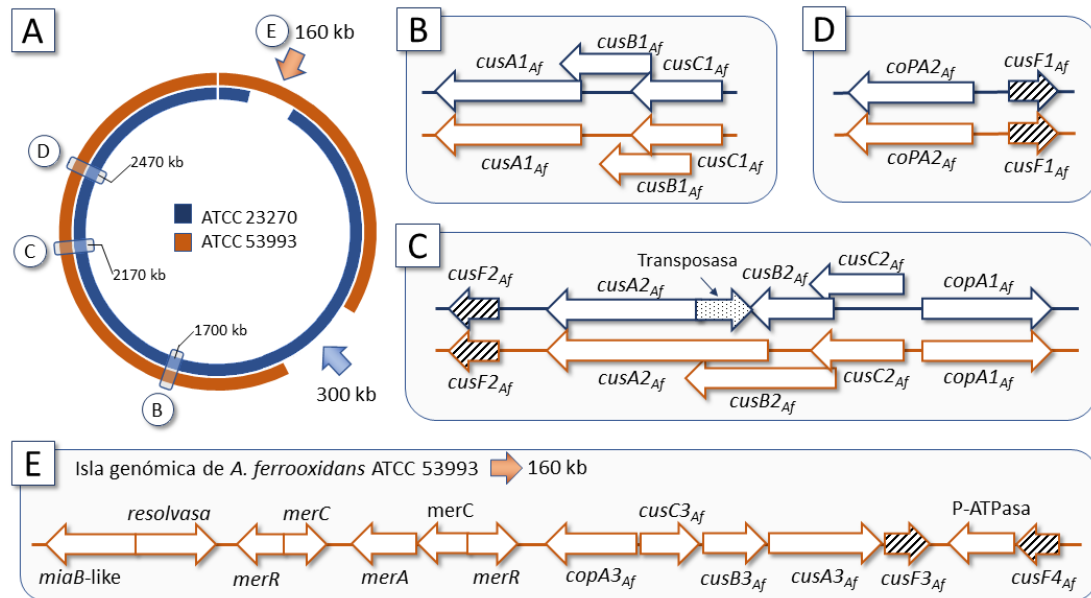 A
E
160 kb
D
2470 kb
ATCC 23270
ATCC 53993
C
2170 kb
1700 kb
B
300 kb
B
cusB1Af
cusA1Af
cusC1Af
cusA1Af
cusC1Af
cusB1Af
D
coPA2Af
cusF1Af
coPA2Af
cusF1Af
C
Transposasa
cusC2Af
cusF2Af
cusA2Af
cusB2Af
copA1Af
cusF2Af
cusA2Af
cusC2Af
copA1Af
cusB2Af
E
Isla genómica de A. ferrooxidans ATCC 53993
160 kb
resolvasa
merC
merC
cusC3Af
P-ATPasa
miaB-like
merR
merA
merR
copA3Af
cusB3Af
cusA3Af
cusF3Af
cusF4Af